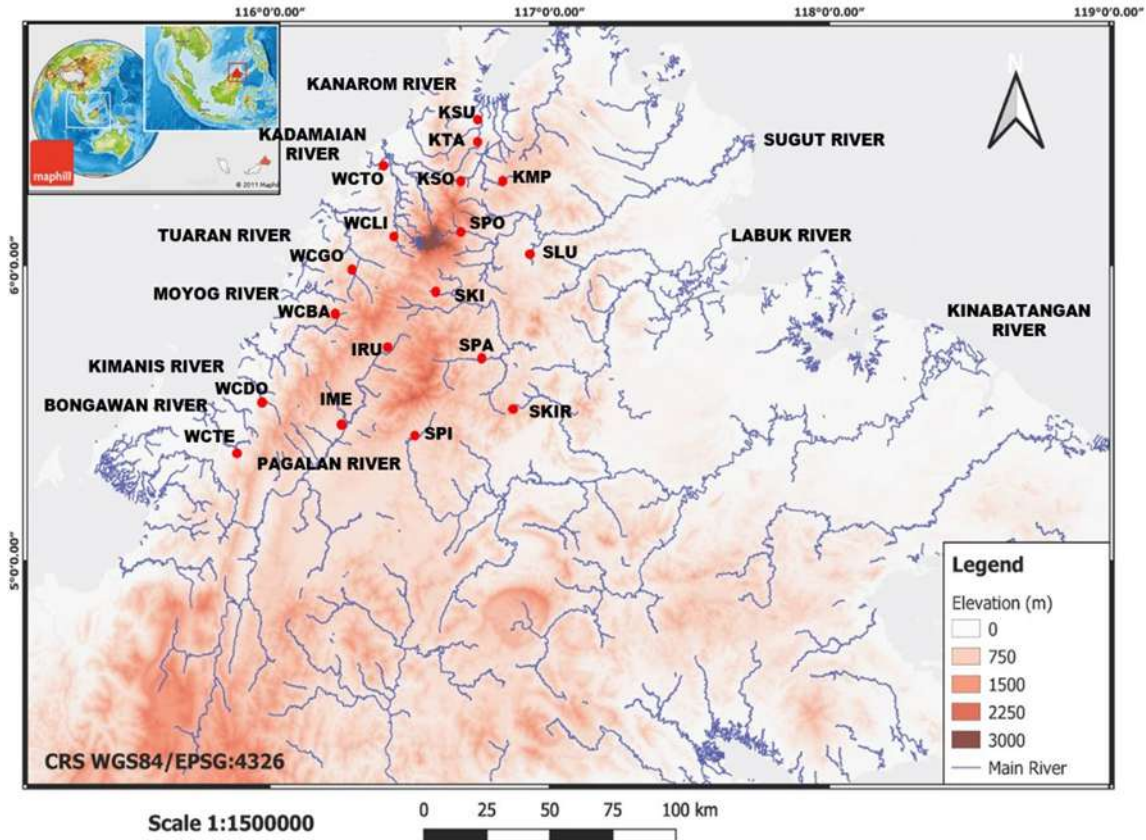 116°0'0.00"
117°0'0.00"
118°0'0.00"
119°0'0.00"
6°0'0.00"
5°0'0.00"
maphill
© 2011 Maphill
N
KANAROM RIVER
KSU
KTA
KADAMAIAN
RIVER
SUGUT RIVER
WCTO
KSO
KMP
WCLI
SPO
TUARAN RIVER
LABUK RIVER
WCGO
SLU
MOYOG RIVER
SKI
WCBA
KINABATANGAN
RIVER
IRU
SPA
KIMANIS RIVER
WCDO
IME
BONGAWAN RIVER
SKIR
WCTE
SPI
PAGALAN RIVER
Legend
Elevation (m)
0
750
1500
2250
3000
Main River
CRS WGS84/EPSG:4326
Scale 1:1500000
0 25 50 75 100 km